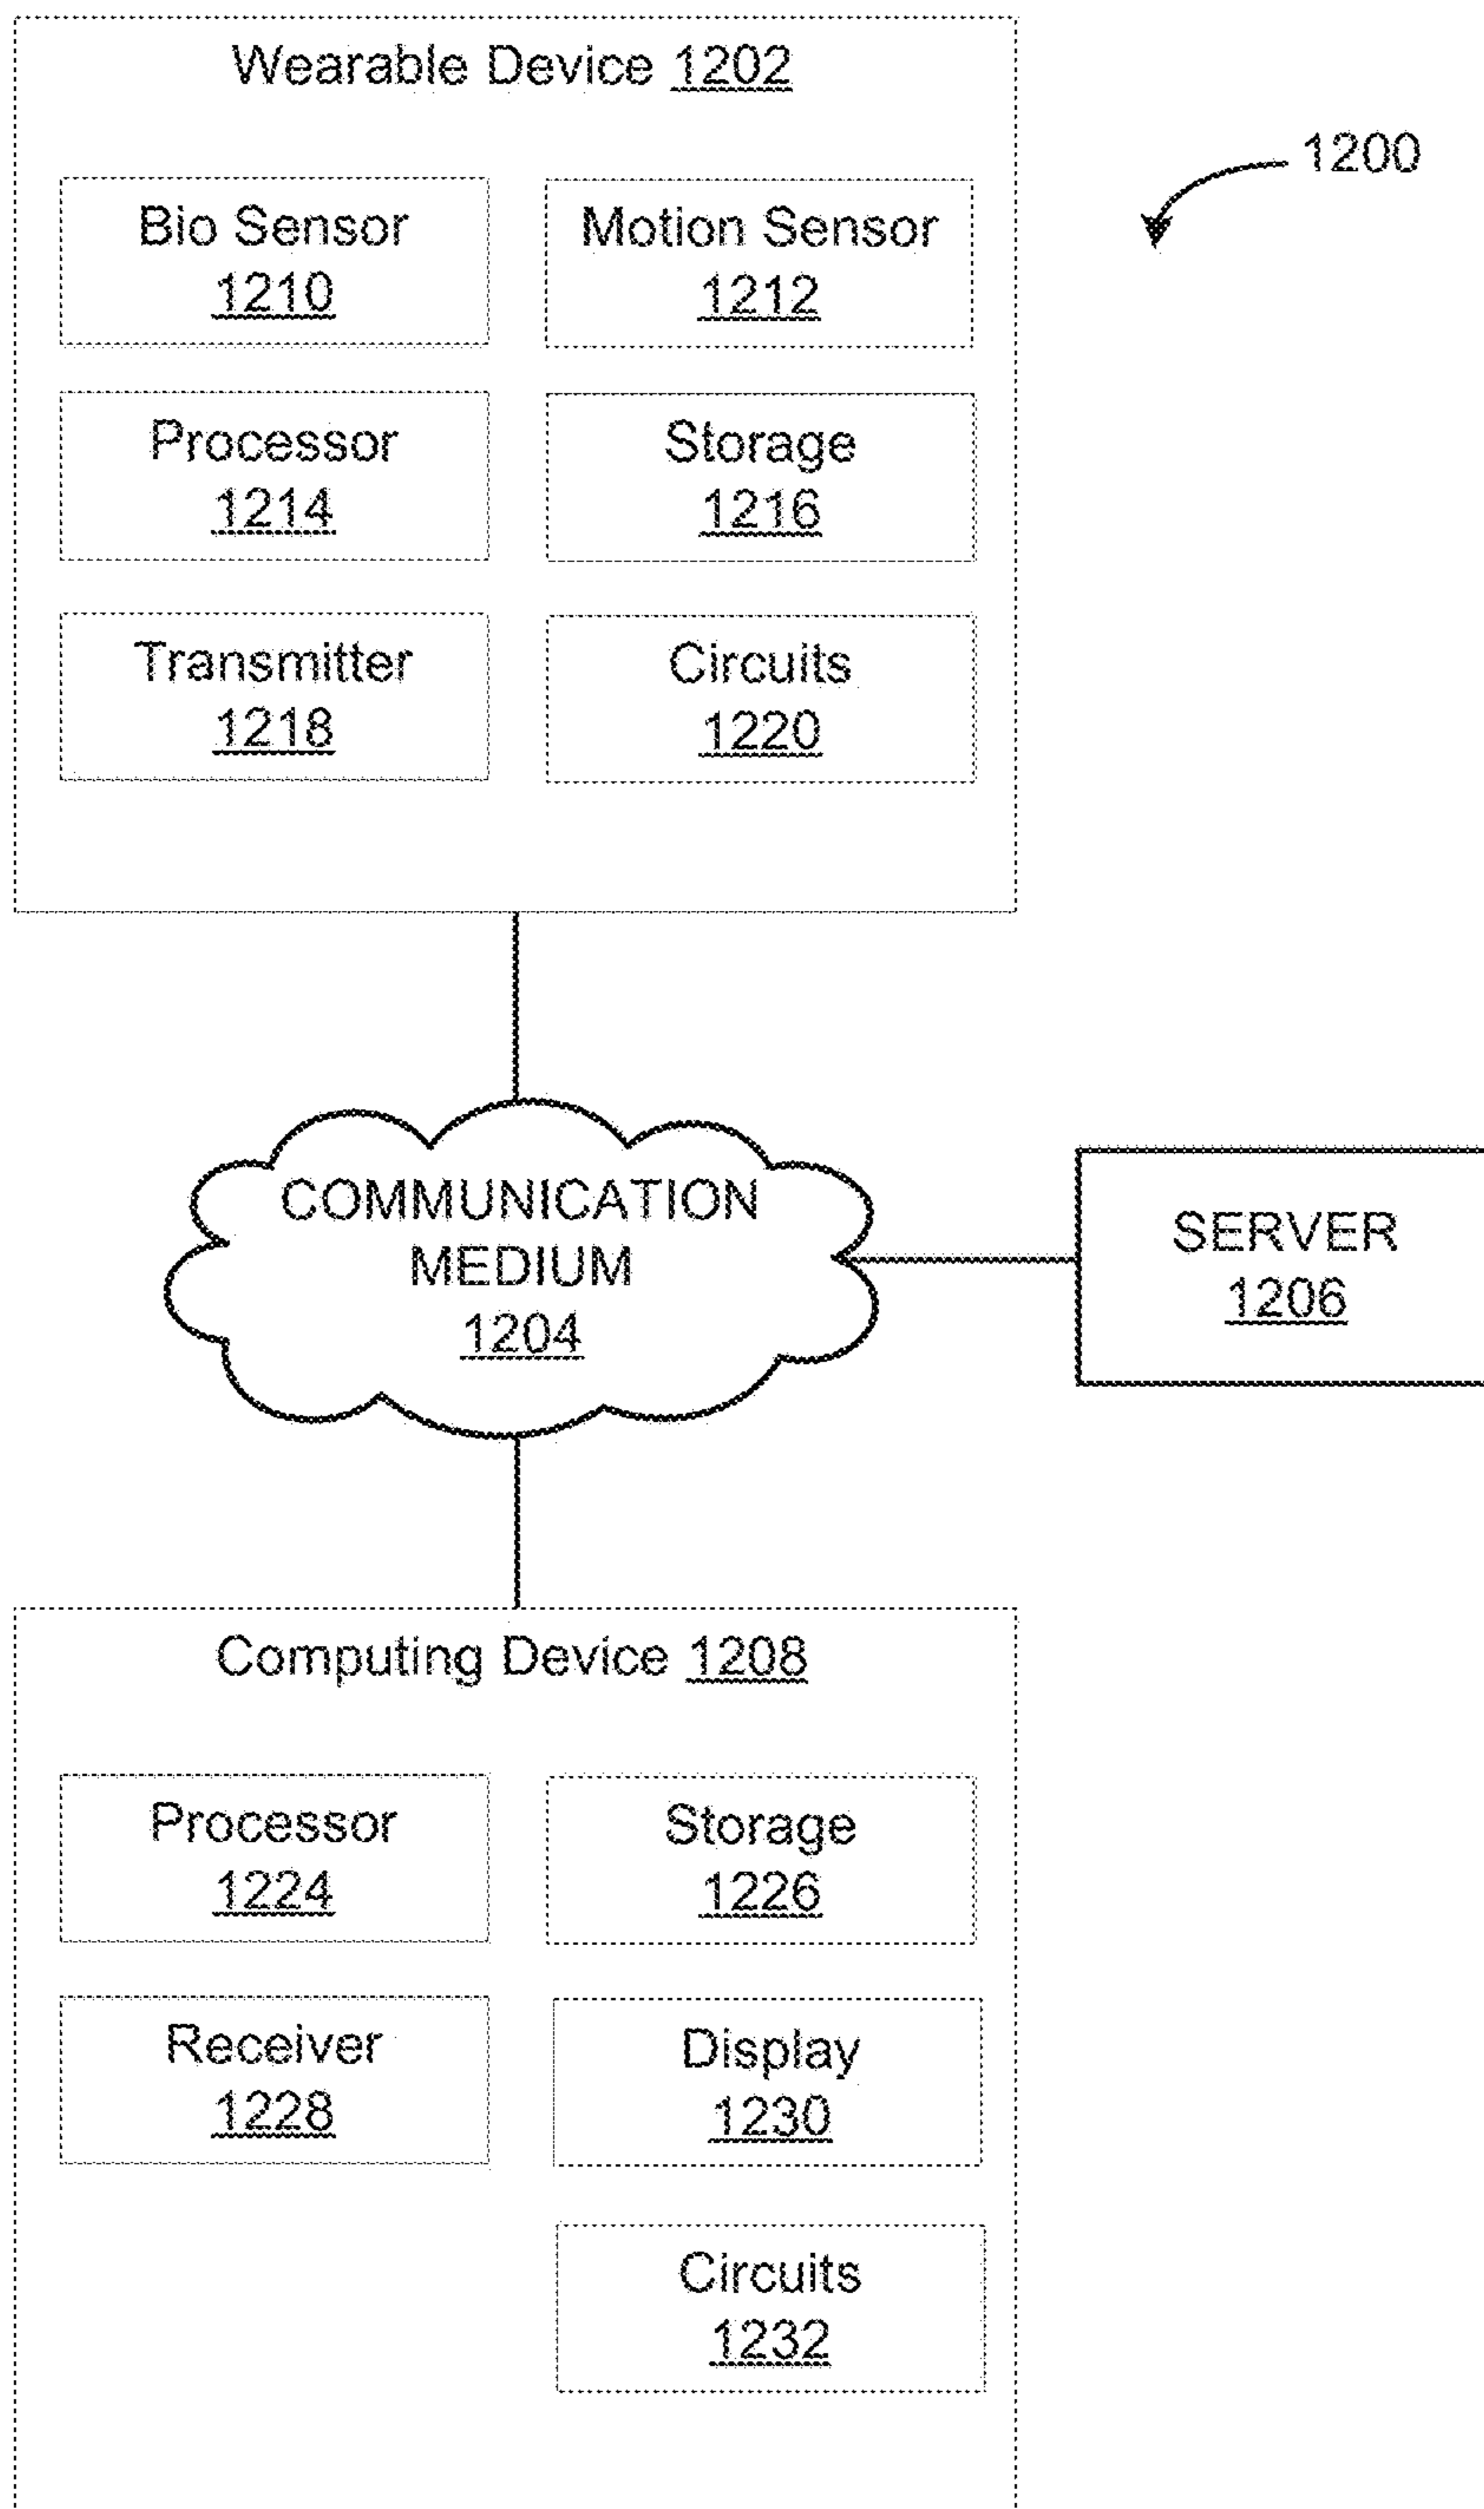 Wearable Device 1202
1200
Bio Sensor
1210
Motion Sensor
1212
Processor
1214
Storage
1216
Transmitter
1218
Circuits
1220
COMMUNICATION
MEDIUM
1204
SERVER
1206
Computing Device 1208
Processor
1224
Storage
1226
Receiver
1228
Display
1230
Circuits
1232